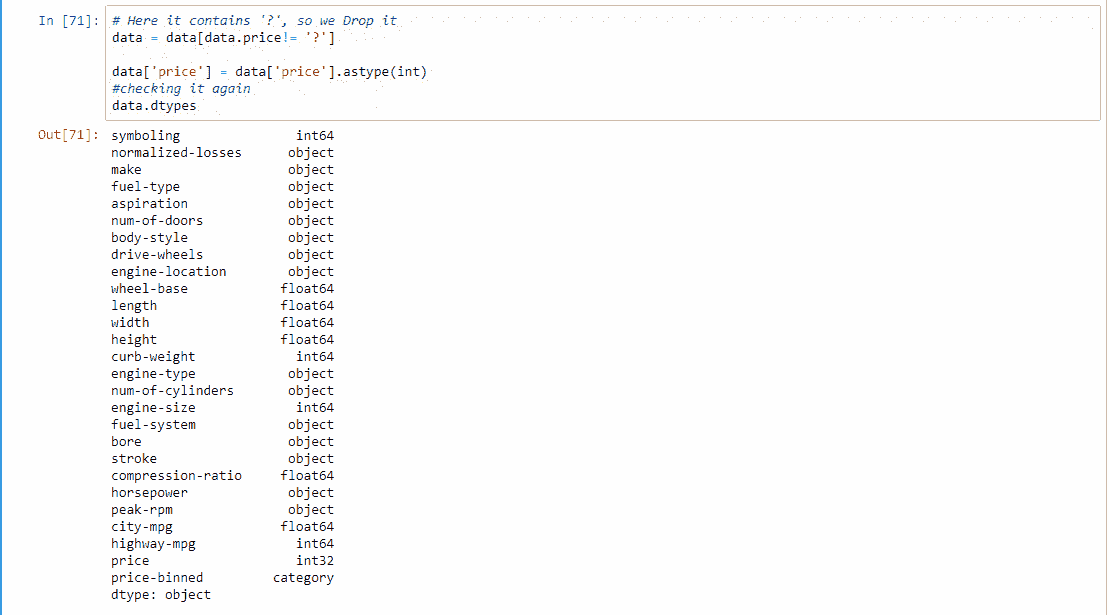 In [71]: # Here it contains '?', so we Drop it
data = data[data.price!= '?']
data['price'] = data['price'].astype(int)
#checking it again
data.dtypes
Out[71]: symboling int64
normalized-losses object
make object
fuel-type object
aspiration object
num-of-doors object
body-style object
drive-wheels object
engine-location object
wheel-base float64
length float64
width float64
height float64
curb-weight int64
engine-type object
num-of-cylinders object
engine-size int64
fuel-system object
bore object
stroke object
compression-ratio float64
horsepower object
peak-rpm object
city-mpg float64
highway-mpg int64
price int32
price-binned category
dtype: object